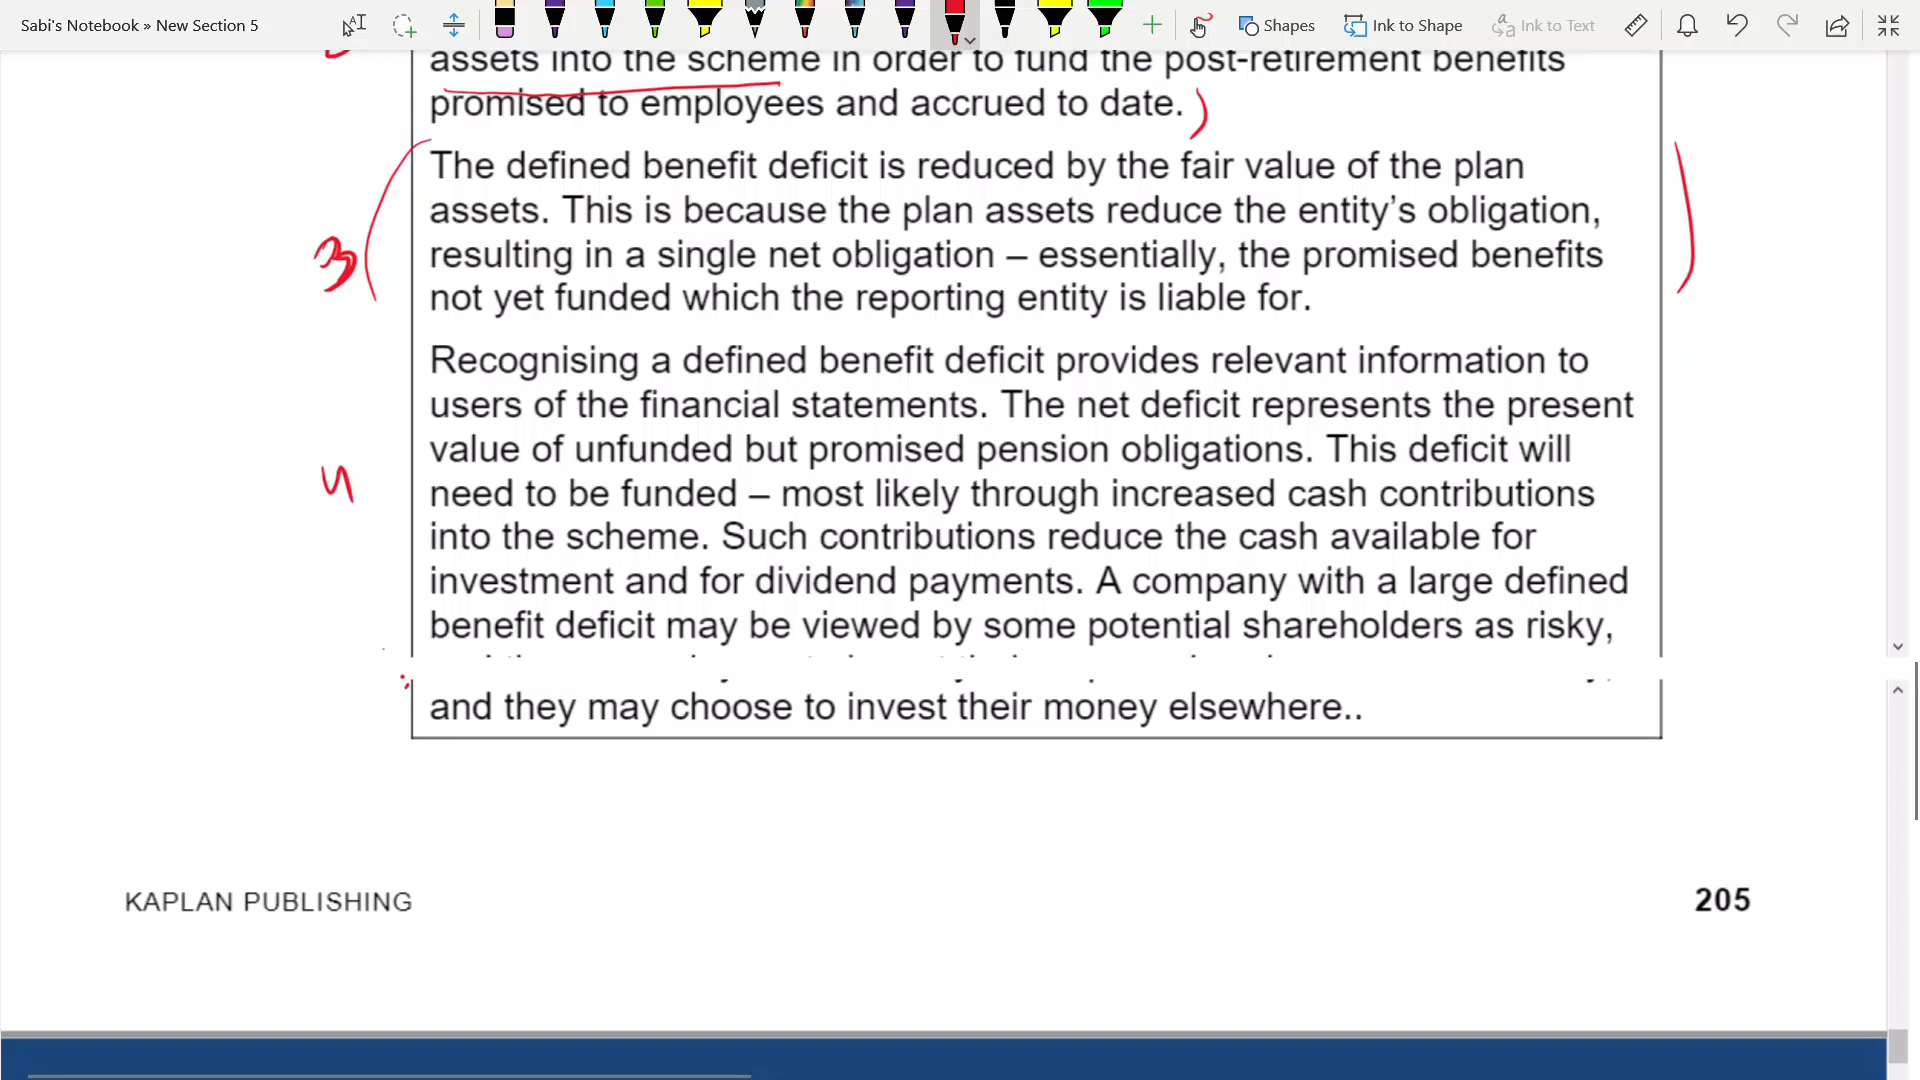 Sabi's Notebook » New Section 5
Shapes
Ink to Shape
Ink to Text
assets into the scheme in order to fund the post-retirement benefits
promised to employees and accrued to date. )
The defined benefit deficit is reduced by the fair value of the plan
assets. This is because the plan assets reduce the entity's obligation,
3
resulting in a single net obligation – essentially, the promised benefits
not yet funded which the reporting entity is liable for.
Recognising a defined benefit deficit provides relevant information to
users of the financial statements. The net deficit represents the present
value of unfunded but promised pension obligations. This deficit will
4
need to be funded – most likely through increased cash contributions
into the scheme. Such contributions reduce the cash available for
investment and for dividend payments. A company with a large defined
benefit deficit may be viewed by some potential shareholders as risky,
and they may choose to invest their money elsewhere..
KAPLAN PUBLISHING
205